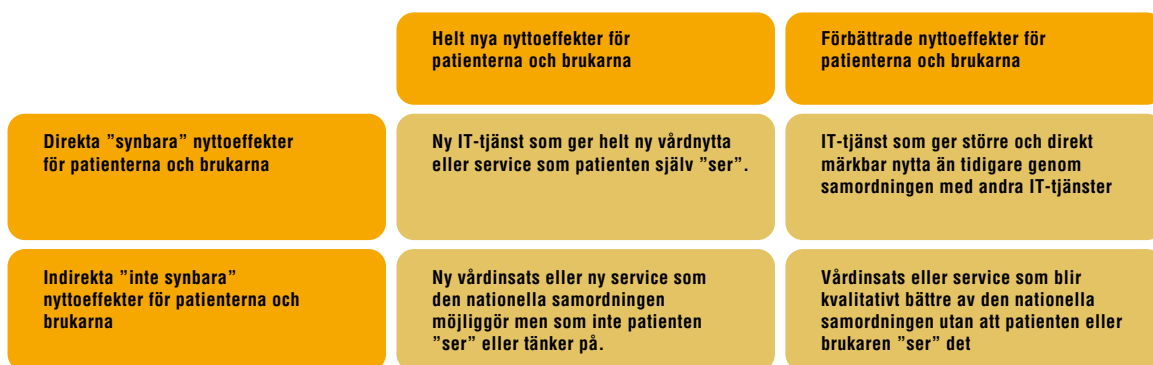 Helt nya nyttoeffekter för
patienterna och brukarna
Förbättrade nyttoeffekter för
patienterna och brukarna
Direkta ”synbara” nyttoeffekter
för patienterna och brukarna
Ny IT-tjänst som ger helt ny vårdnytta
eller service som patienten själv ”ser”.
IT-tjänst som ger större och direkt
märkbar nytta än tidigare genom
samordningen med andra IT-tjänster
Indirekta ”inte synbara”
nyttoeffekter för patienterna och
brukarna
Ny vårdinsats eller ny service som
den nationella samordningen
möjliggör men som inte patienten
”ser” eller tänker på.
Vårdinsats eller service som blir
kvalitativt bättre av den nationella
samordningen utan att patienten eller
brukaren ”ser” det